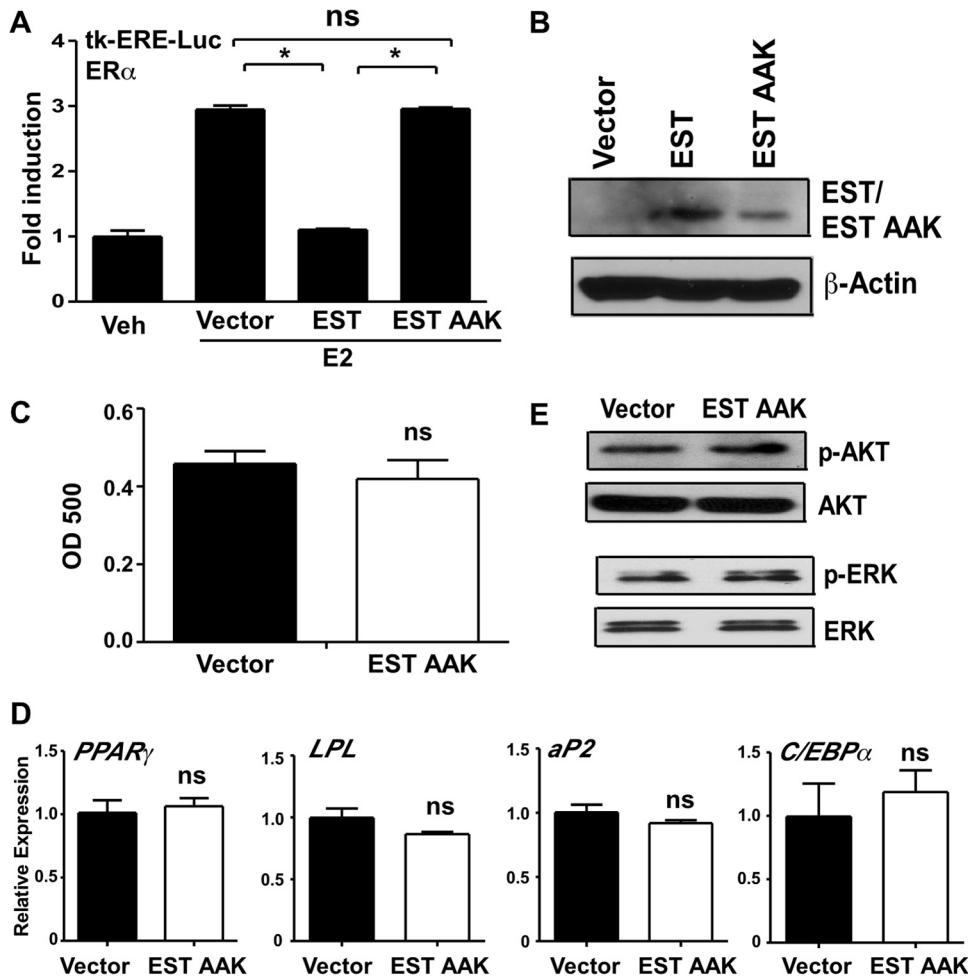 A
tk-ERE-Luc
ERα
ns
* *
Fold induction
4
3
2
1
0
Veh Vector EST EST AAK
E2
B
Vector EST EST AAK
EST/
EST AAK
β-Actin
C
OD 500
0.6
0.4
0.2
0.0
ns
Vector EST AAK
E
Vector EST AAK
p-AKT
AKT
p-ERK
ERK
D
Relative Expression
PPARγ
1.5
1.0
0.5
0
ns
Vector EST AAK
LPL
1.5
1.0
0.5
0
ns
Vector EST AAK
aP2
1.5
1.0
0.5
0
ns
Vector EST AAK
C/EBPα
1.5
1.0
0.5
0
ns
Vector EST AAK